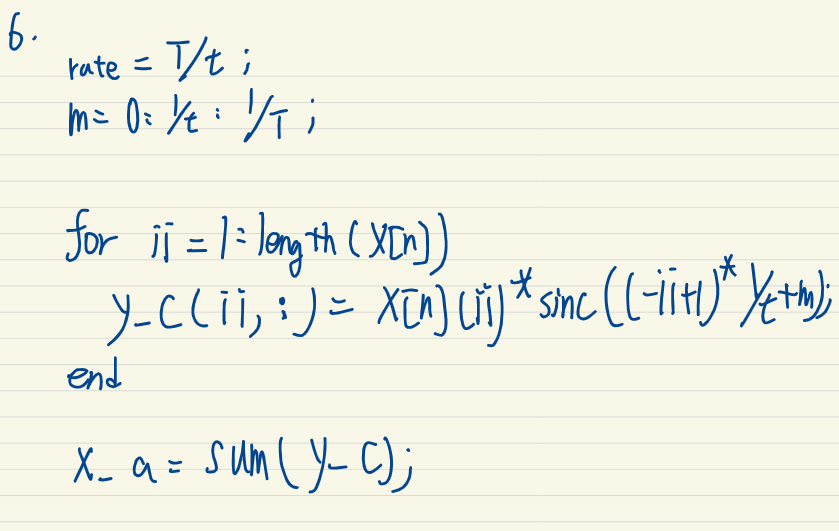 6.
rate = T/t ;
m = 0 : 1/t : 1/T ;
for ii = 1 : length (X[n])
y_c ( ii, : ) = X[n] (ii) * sinc ((-ii+1) * 1/t + m);
end
x_a = sum( y_c);